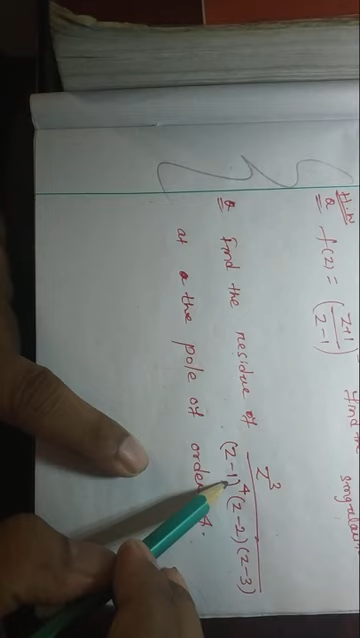 H.W
Q f(z) = (z+1/z-1) find the
Q find the residue of z³/(z-1)⁴(z-2)(z-3)
at the pole of order 4.